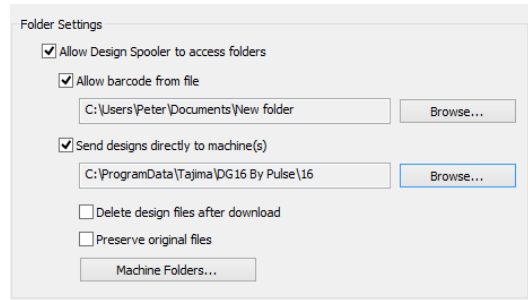 Folder Settings
Allow Design Spooler to access folders
Allow barcode from file
C:\Users\Peter\Documents\New folder
Browse...
Send designs directly to machine(s)
C:\ProgramData\Tajima\DG16 By Pulse\16
Browse...
Delete design files after download
Preserve original files
Machine Folders...